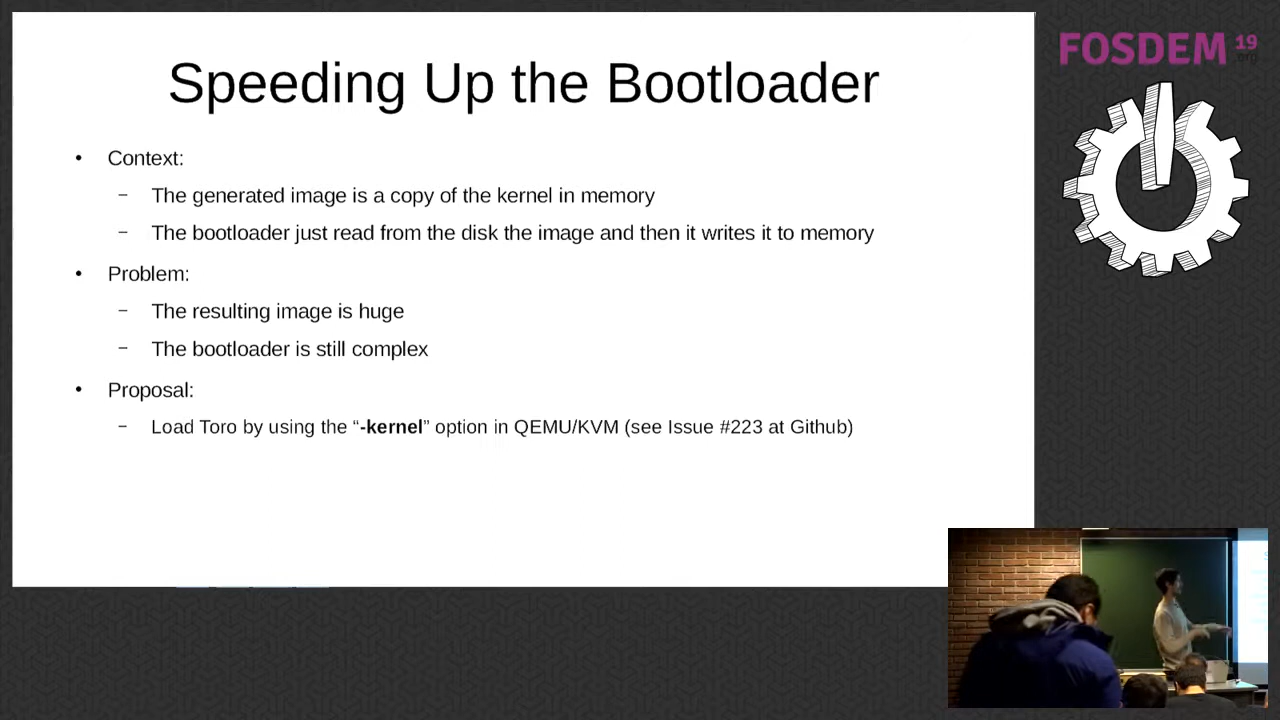 Speeding Up the Bootloader
FOSDEM 19
.org
• Context:
– The generated image is a copy of the kernel in memory
– The bootloader just read from the disk the image and then it writes it to memory
• Problem:
– The resulting image is huge
– The bootloader is still complex
• Proposal:
– Load Toro by using the “-kernel” option in QEMU/KVM (see Issue #223 at Github)